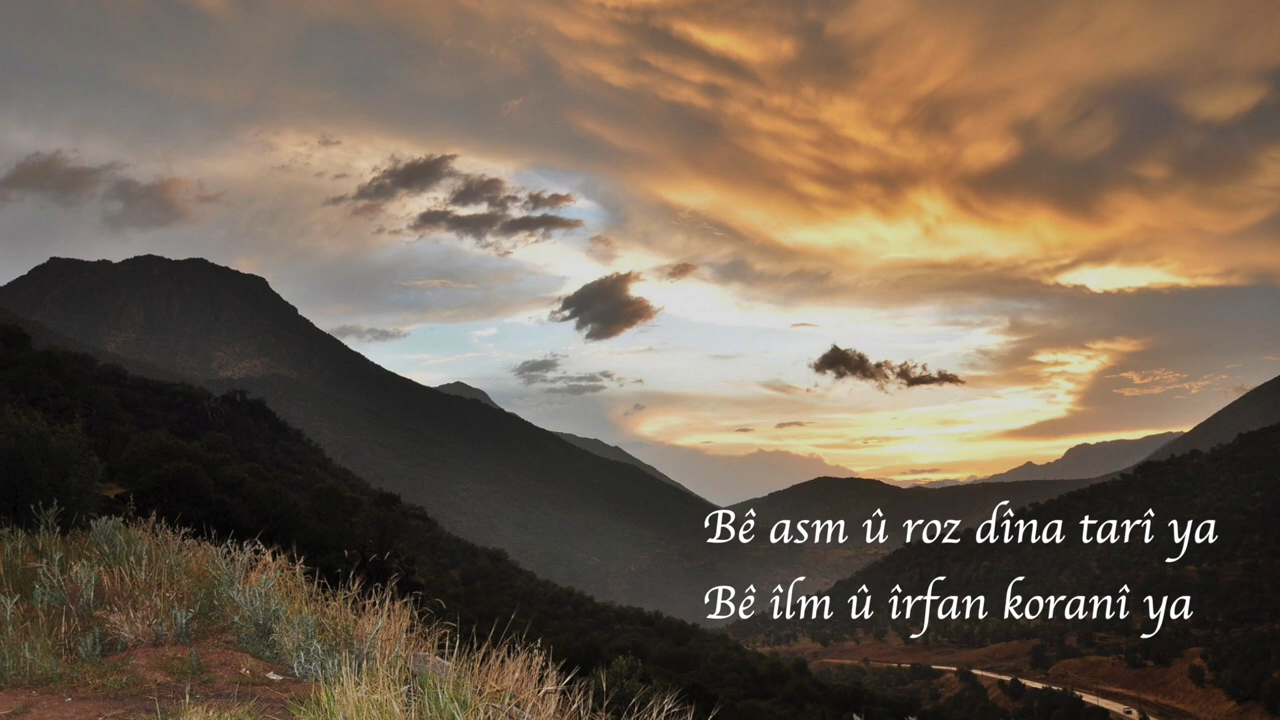 Bê asm û roz dîna tarî ya
Bê îlm û îrfan koranî ya